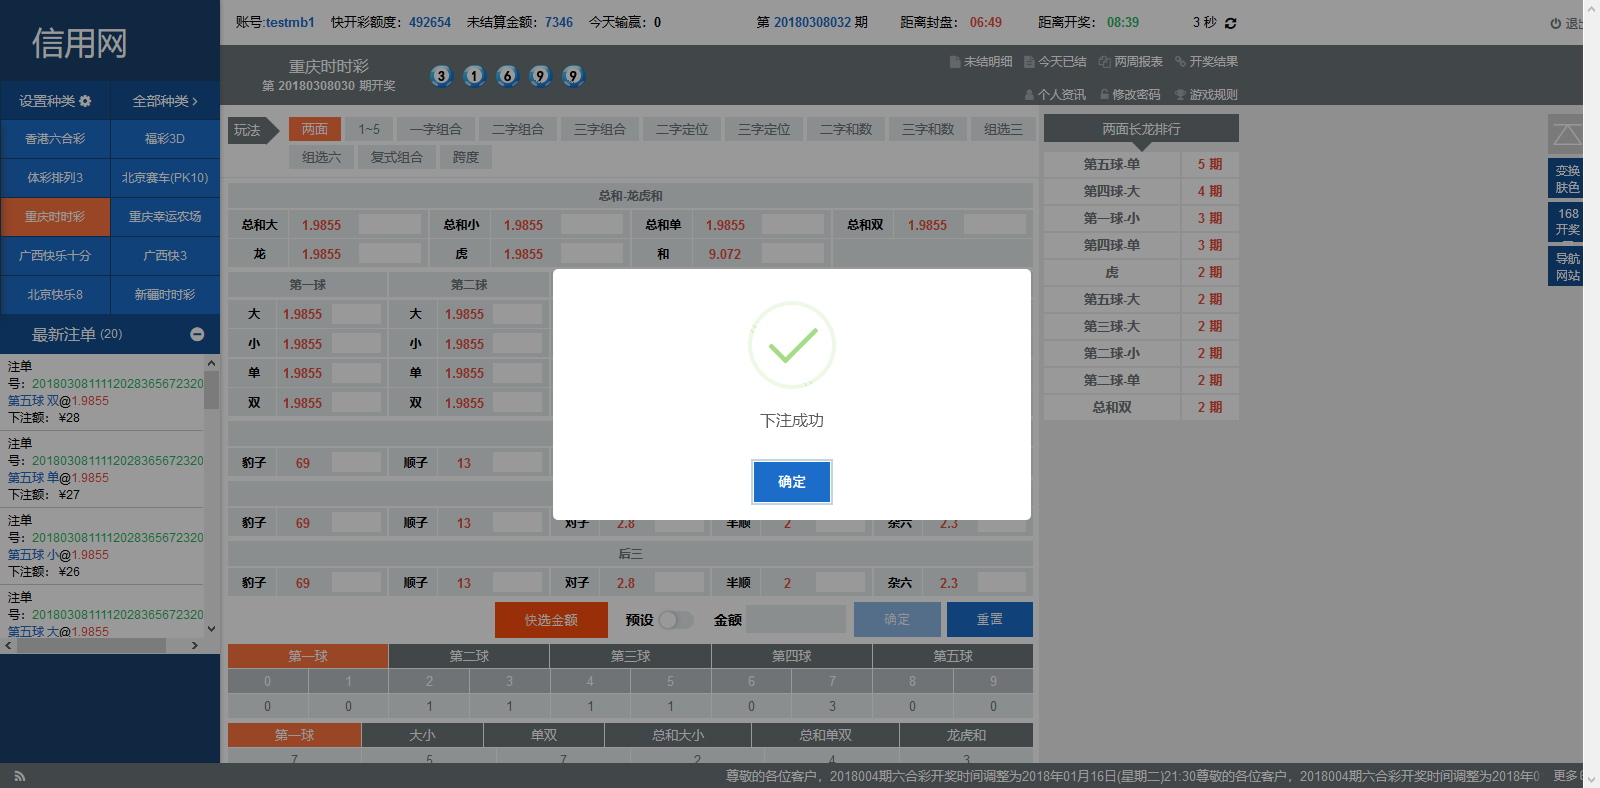 账号:testmb1 快开彩额度：492654 未结算金额：7346 今天输赢：0 第 20180308032 期 距离封盘：06:49 距离开奖：08:39 3 秒
信用网
设置种类 全部种类
香港六合彩 福彩3D
体彩排列3 北京赛车(PK10)
重庆时时彩 重庆幸运农场
广西快乐十分 广西快3
北京快乐8 新疆时时彩
最新注单 (20)
注单
号：20180308111120283656723​20
第五球 双@1.9855
下注额：¥28
注单
号：2018030811112028365672320
第五球 单@1.9855
下注额：¥27
注单
号：2018030811112028365672320
第五球 小@1.9855
下注额：¥26
注单
号：2018030811112028365672320
第五球 大@1.9855
重庆时时彩
第 20180308030 期开奖
3 1 6 9 9
未结明细 今天已结 两周报表 开奖结果
个人资讯 修改密码 游戏规则
玩法 两面 1~5 一字组合 二字组合 三字组合 二字定位 三字定位 二字和数 三字和数 组选三
组选六 复式组合 跨度
总和-龙虎和
总和大 1.9855 总和小 1.9855 总和单 1.9855 总和双 1.9855
龙 1.9855 虎 1.9855 和 9.072
第一球 第二球
大 1.9855 大 1.9855
小 1.9855 小 1.9855
单 1.9855 单 1.9855
双 1.9855 双 1.9855
豹子 69 顺子 13
豹子 69 顺子 13 对子 2.8 半顺 2 杂六 2.3
后三
豹子 69 顺子 13 对子 2.8 半顺 2 杂六 2.3
下注成功
确定
快选金额 预设 金额 确定 重置
第一球 第二球 第三球 第四球 第五球
0 1 2 3 4 5 6 7 8 9
0 0 1 1 1 1 0 3 0 0
第一球 大小 单双 总和大小 总和单双 龙虎和
7 5 7 2 4 3
两面长龙排行
第五球-单 5 期
第四球-大 4 期
第一球-小 3 期
第四球-单 3 期
虎 2 期
第五球-大 2 期
第三球-大 2 期
第二球-小 2 期
第二球-单 2 期
总和双 2 期
变换
肤色
168
开奖
导航
网站
尊敬的各位客户，2018004期六合彩开奖时间调整为2018年01月16日(星期二)21:30尊敬的各位客户，2018004期六合彩开奖时间调整为2018年0 更多